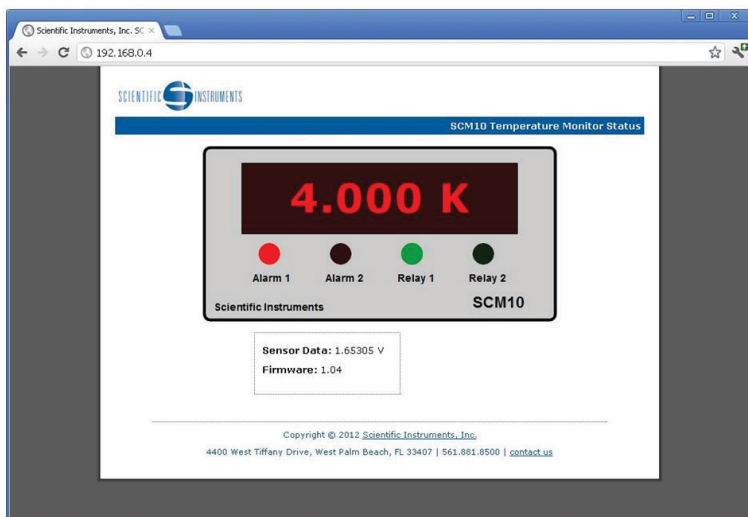 Scientific Instruments, Inc. SC
192.168.0.4
SCIENTIFIC INSTRUMENTS
SCM10 Temperature Monitor Status
4.000 K
Alarm 1 Alarm 2 Relay 1 Relay 2
Scientific Instruments SCM10
Sensor Data: 1.65305 V
Firmware: 1.04
Copyright © 2012 Scientific Instruments, Inc.
4400 West Tiffany Drive, West Palm Beach, FL 33407 | 561.881.8500 | contact us